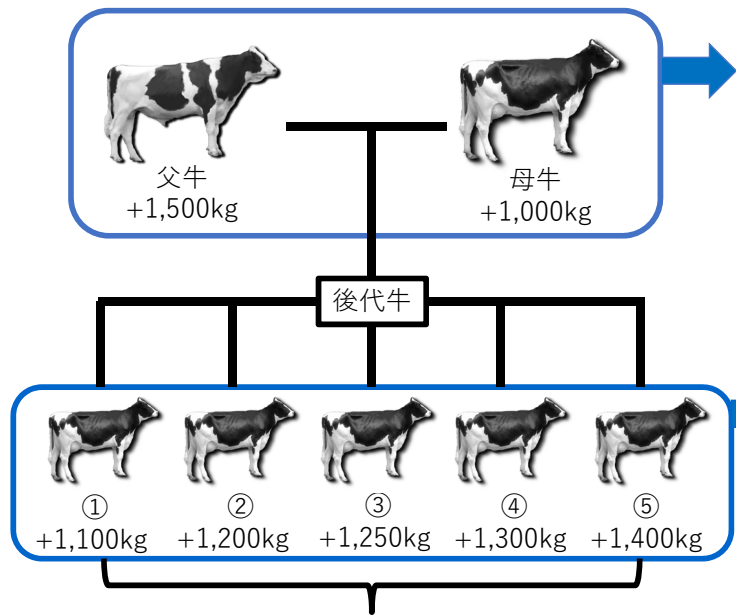 父牛
+1,500kg
母牛
+1,000kg
後代牛
①
+1,100kg
②
+1,200kg
③
+1,250kg
④
+1,300kg
⑤
+1,400kg